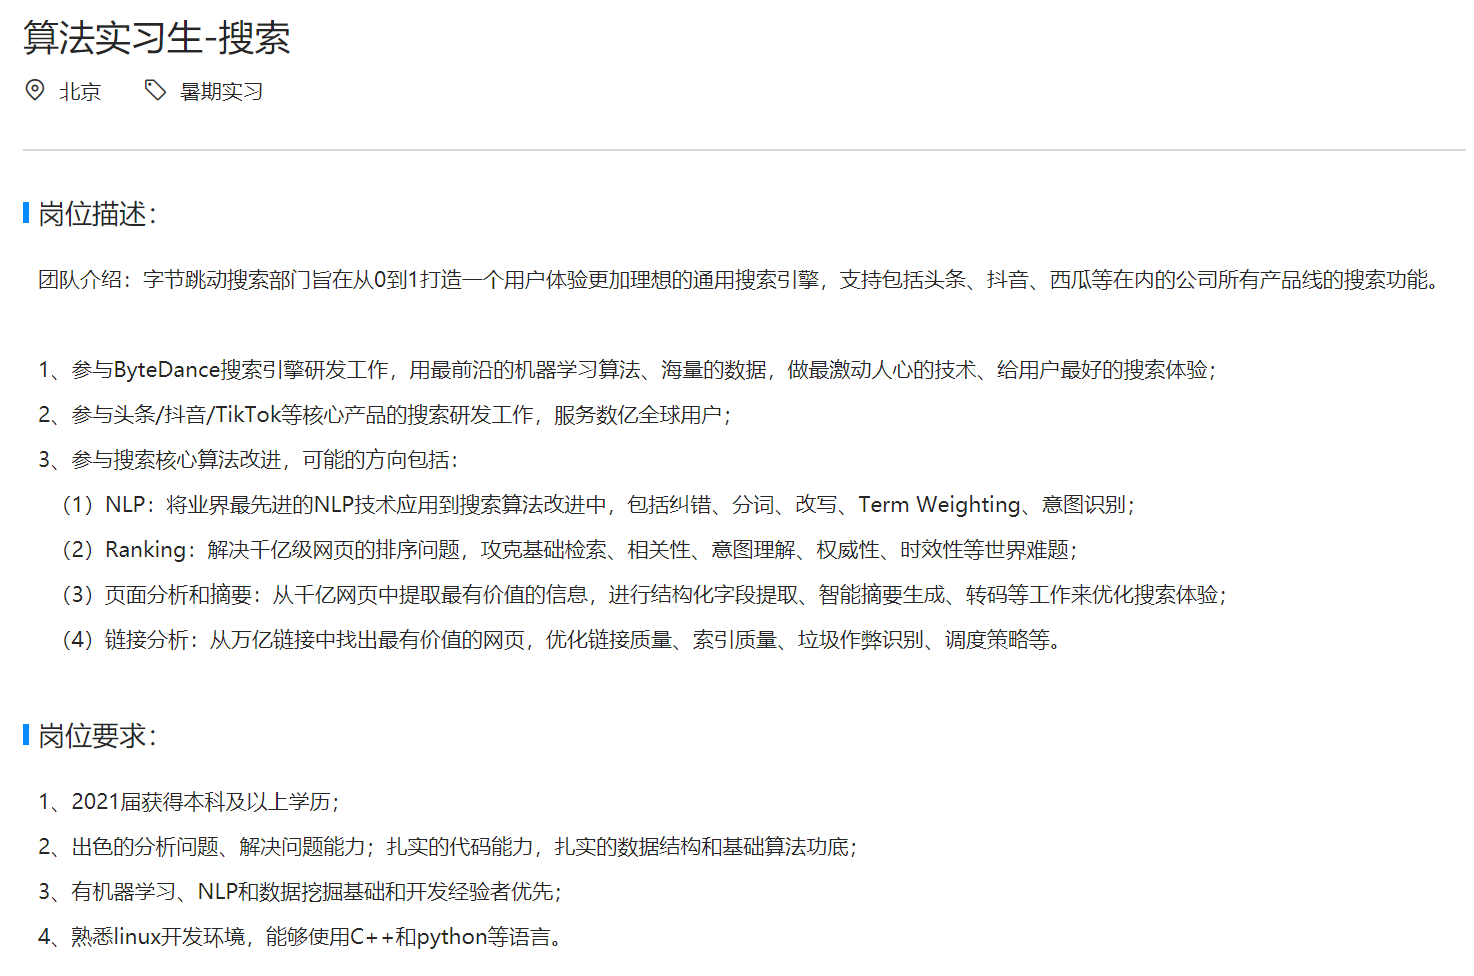 算法实习生-搜索
北京 暑期实习
岗位描述：
团队介绍：字节跳动搜索部门旨在从0到1打造一个用户体验更加理想的通用搜索引擎，支持包括头条、抖音、西瓜等在内的公司所有产品线的搜索功能。
1、参与ByteDance搜索引擎研发工作，用最前沿的机器学习算法、海量的数据，做最激动人心的技术、给用户最好的搜索体验；
2、参与头条/抖音/TikTok等核心产品的搜索研发工作，服务数亿全球用户；
3、参与搜索核心算法改进，可能的方向包括：
（1）NLP：将业界最先进的NLP技术应用到搜索算法改进中，包括纠错、分词、改写、Term Weighting、意图识别；
（2）Ranking：解决千亿级网页的排序问题，攻克基础检索、相关性、意图理解、权威性、时效性等世界难题；
（3）页面分析和摘要：从千亿网页中提取最有价值的信息，进行结构化字段提取、智能摘要生成、转码等工作来优化搜索体验；
（4）链接分析：从万亿链接中找出最有价值的网页，优化链接质量、索引质量、垃圾作弊识别、调度策略等。
岗位要求：
1、2021届获得本科及以上学历；
2、出色的分析问题、解决问题能力；扎实的代码能力，扎实的数据结构和基础算法功底；
3、有机器学习、NLP和数据挖掘基础和开发经验者优先；
4、熟悉linux开发环境，能够使用C++和python等语言。